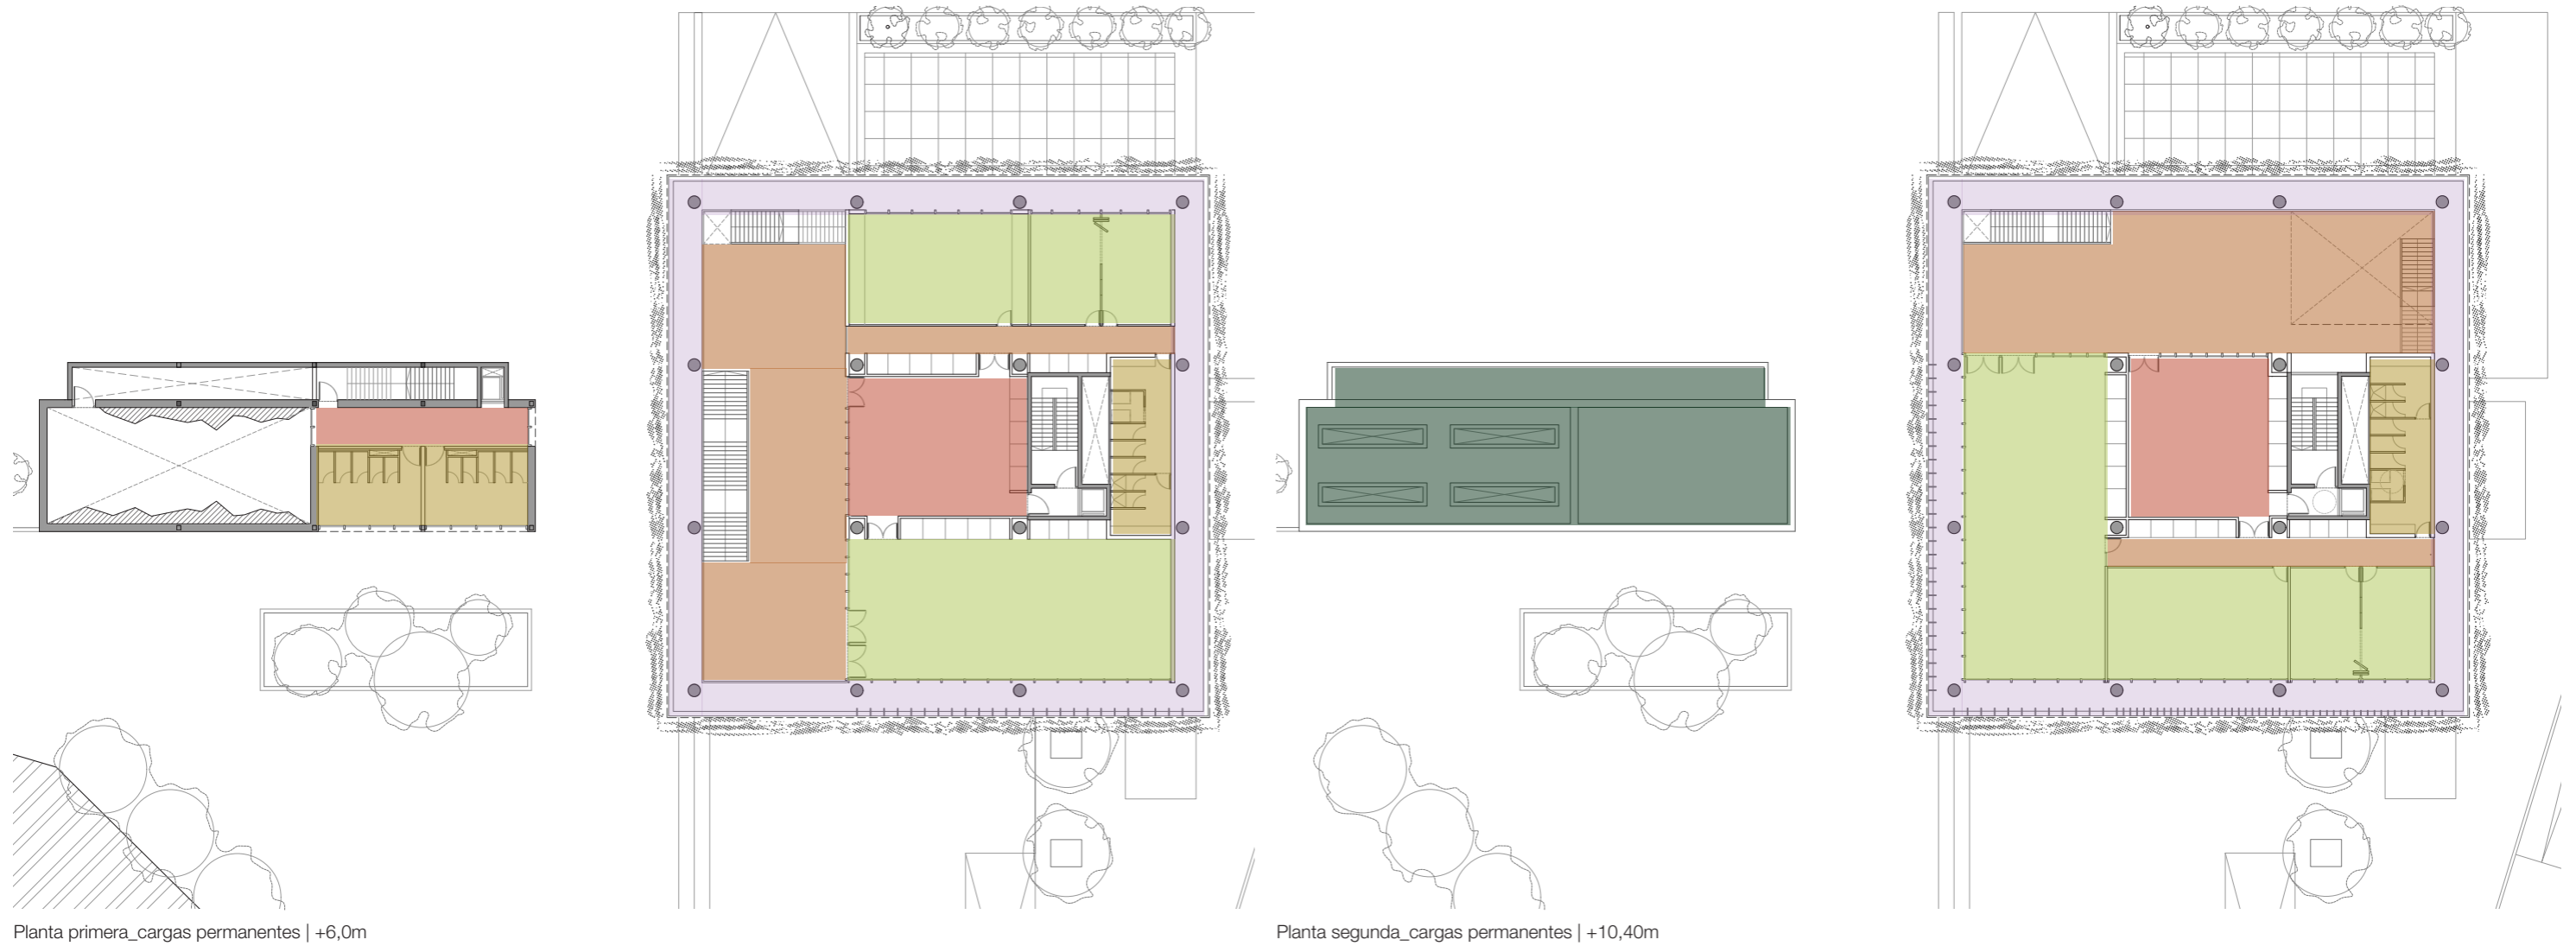 Planta primera_cargas permanentes | +6,0m
Planta segunda_cargas permanentes | +10,40m